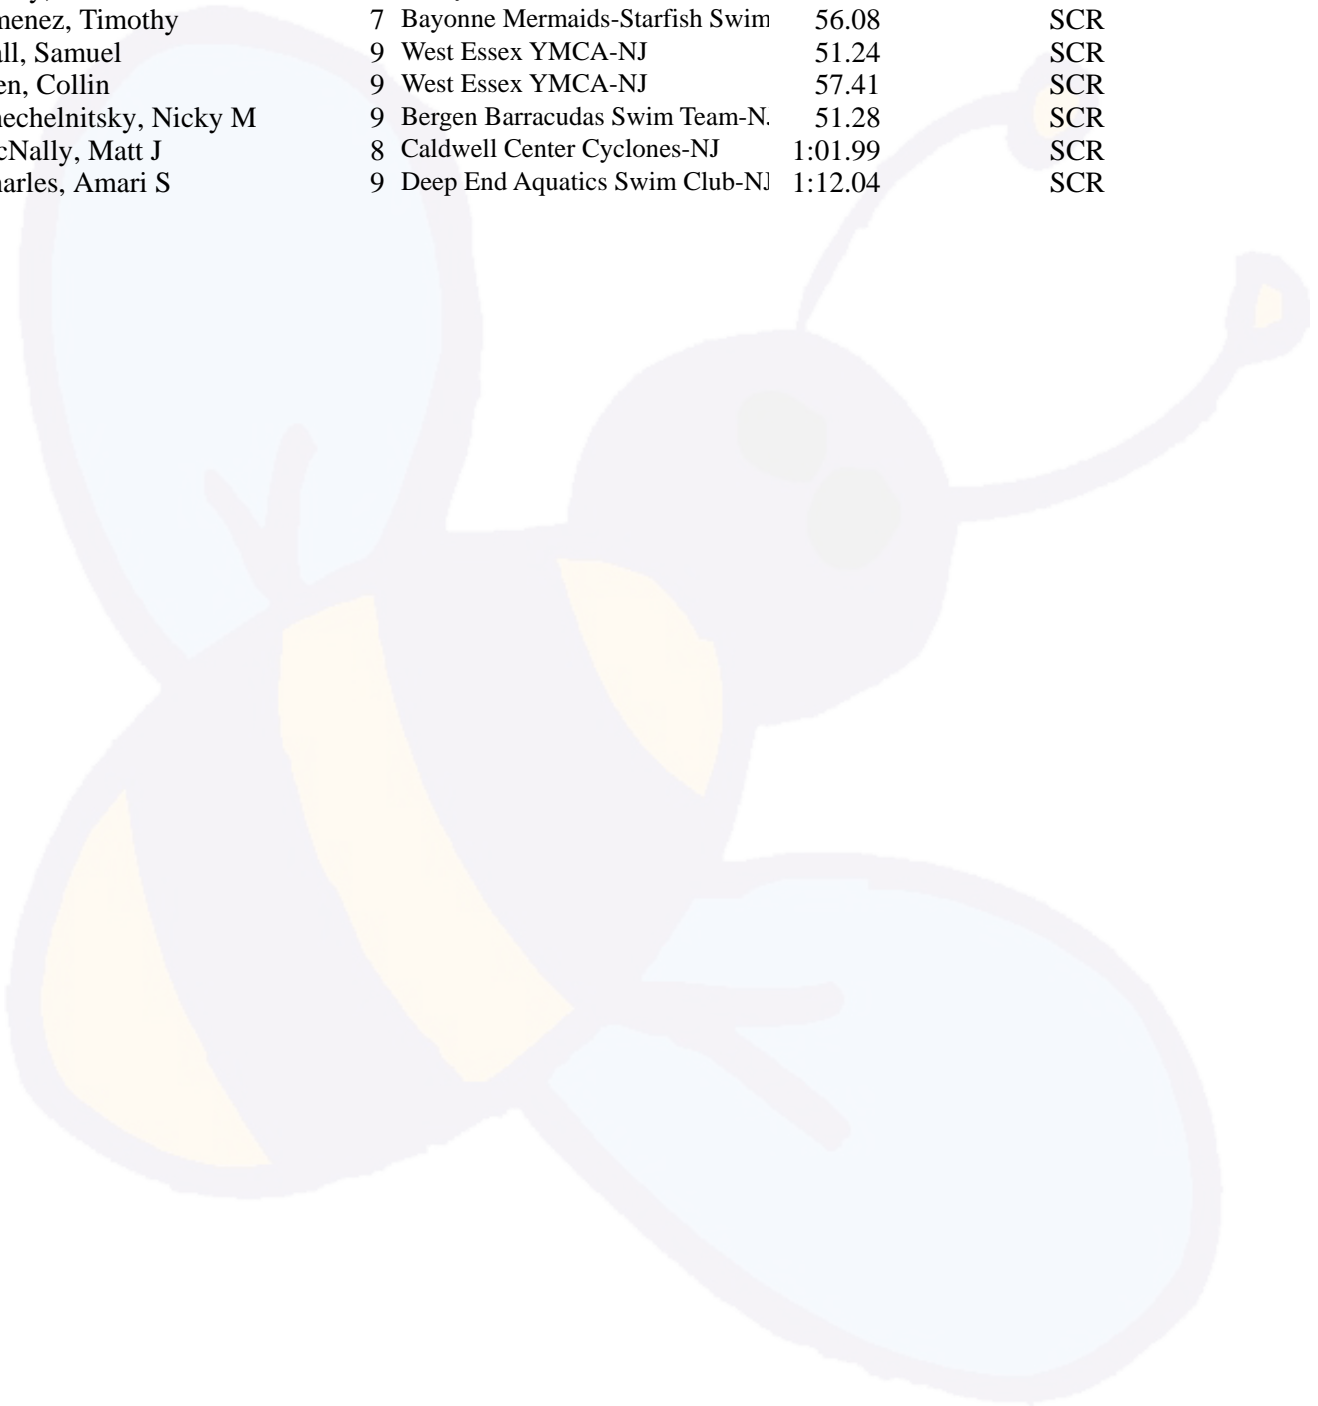 menez, Timothy 7 Bayonne Mermaids-Starfish Swim 56.08 SCR
all, Samuel 9 West Essex YMCA-NJ 51.24 SCR
en, Collin 9 West Essex YMCA-NJ 57.41 SCR
hechelnitsky, Nicky M 9 Bergen Barracudas Swim Team-N 51.28 SCR
cNally, Matt J 8 Caldwell Center Cyclones-NJ 1:01.99 SCR
harles, Amari S 9 Deep End Aquatics Swim Club-NJ 1:12.04 SCR